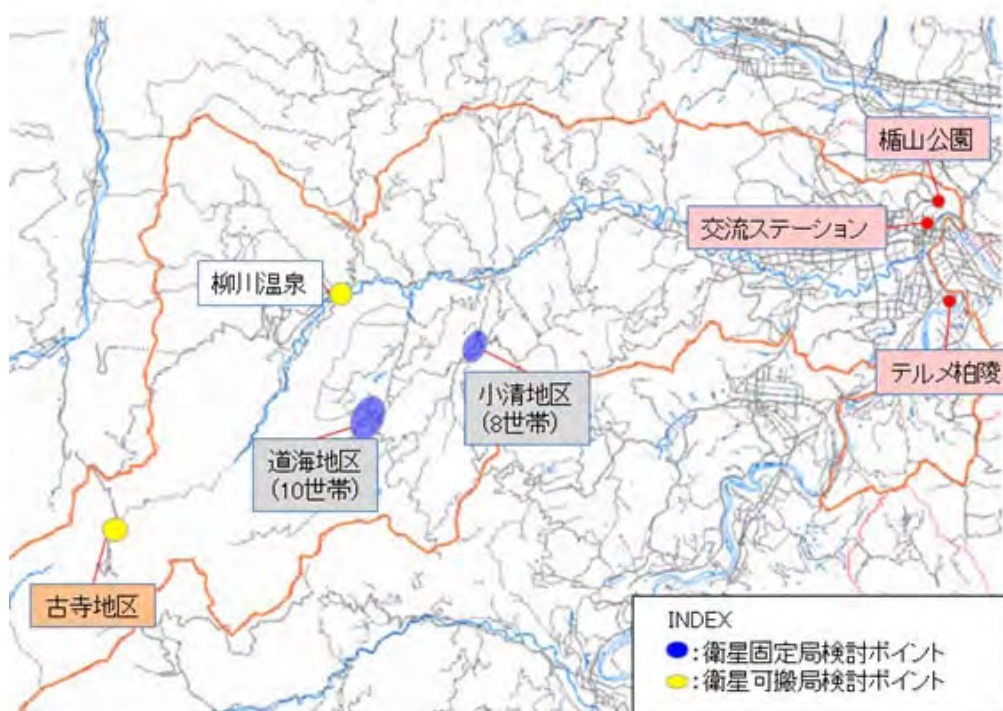 楯山公園
交流ステーション
柳川温泉
テルメ柏陵
小清地区
(8世帯)
道海地区
(10世帯)
古寺地区
INDEX
:衛星固定局検討ポイント
:衛星可搬局検討ポイント